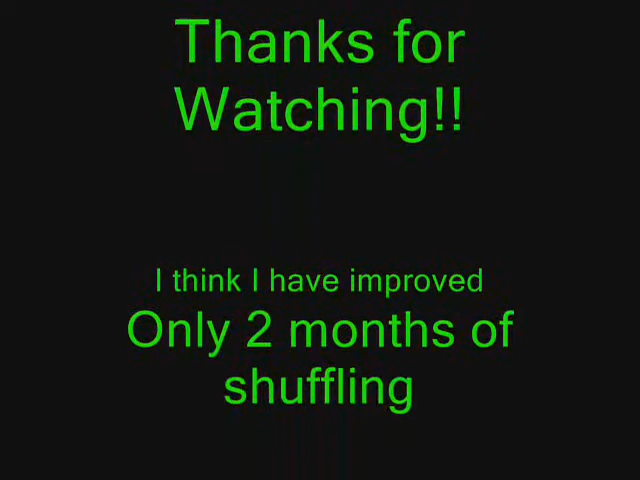 Thanks for
Watching!!
I think I have improved
Only 2 months of
shuffling